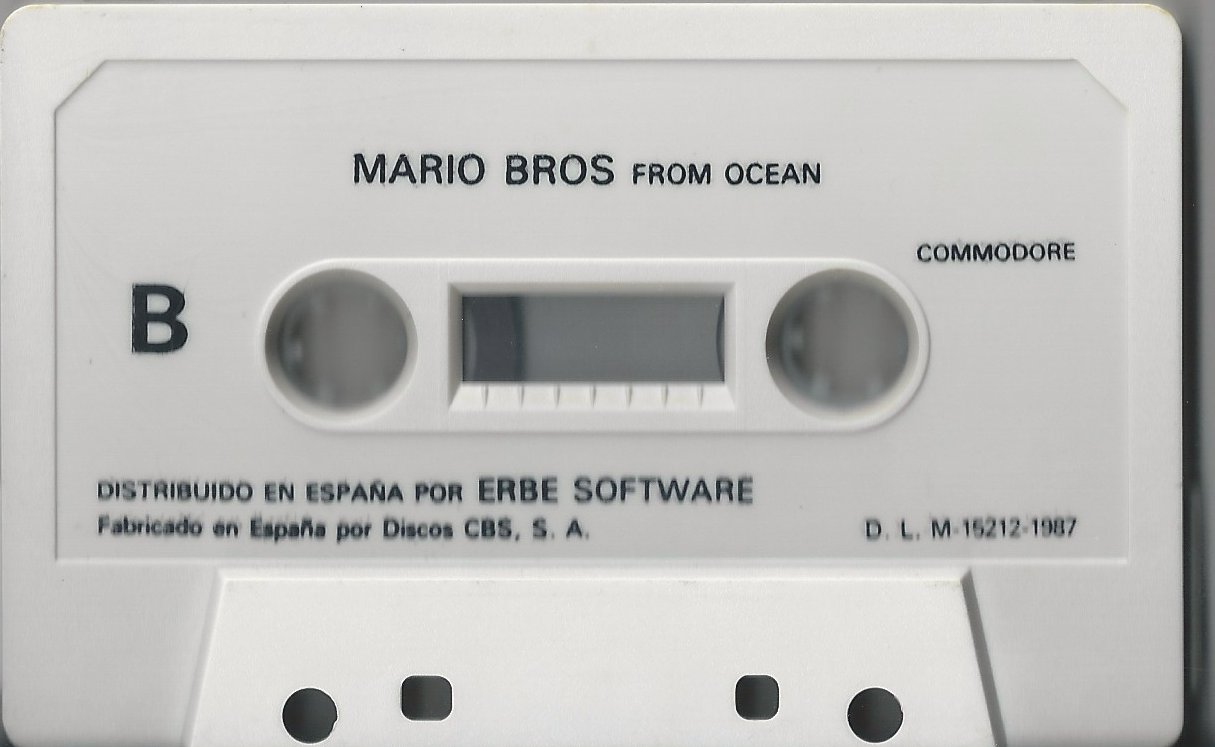 MARIO BROS FROM OCEAN
COMMODORE
B
DISTRIBUIDO EN ESPAÑA POR ERBE SOFTWARE
Fabricado en España por Discos CBS, S. A.
D. L. M-15212-1987